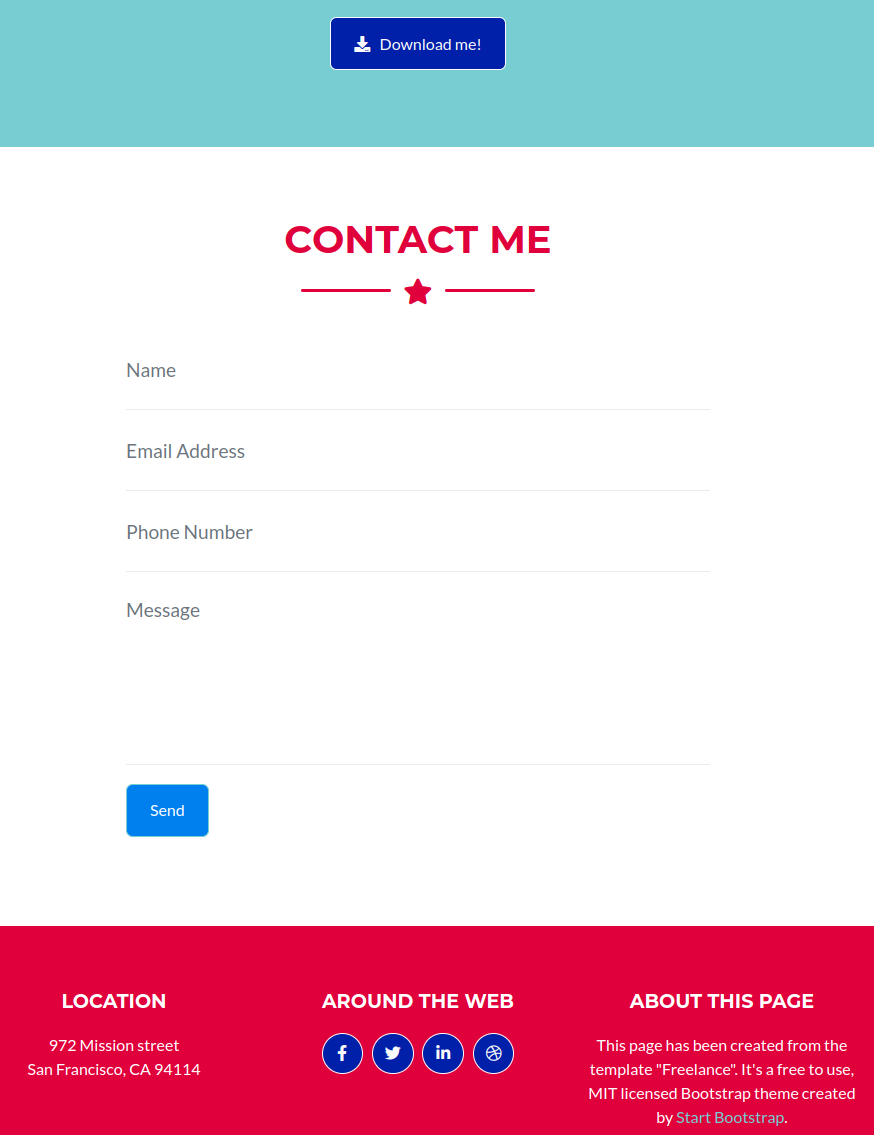 Download me!
CONTACT ME
Name
Email Address
Phone Number
Message
Send
LOCATION
972 Mission street
San Francisco, CA 94114
AROUND THE WEB
ABOUT THIS PAGE
This page has been created from the
template "Freelance". It's a free to use,
MIT licensed Bootstrap theme created
by Start Bootstrap.